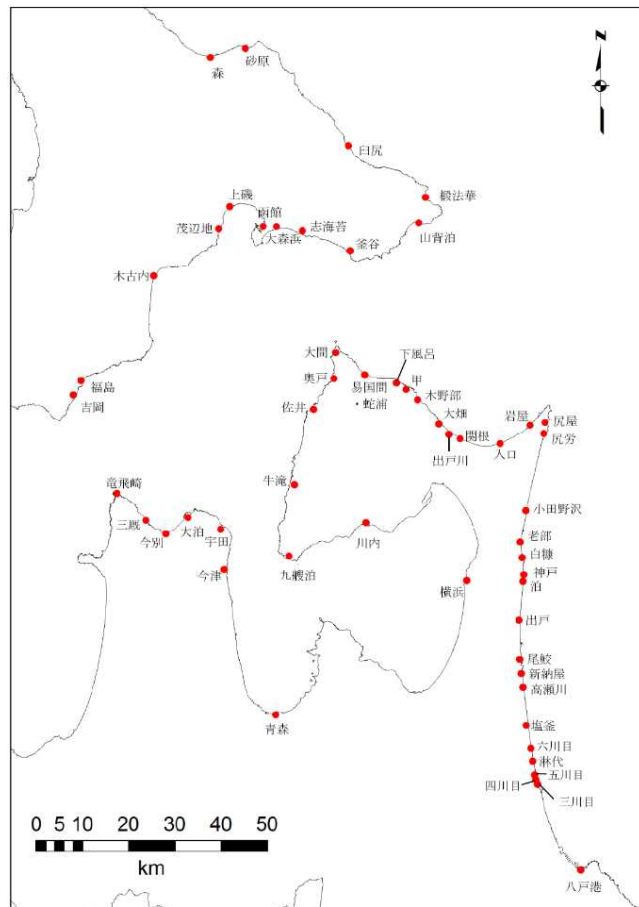 N
森
砂原
臼尻
椴法華
山背泊
上磯
函館
茂辺地
大森浜
志海苔
釜谷
木古内
福島
吉岡
大間
奥戸
佐井
易国間
・蛇浦
下風呂
甲
木野部
大畑
出戸川
関根
入口
岩屋
尻屋
尻労
牛滝
九艘泊
川内
横浜
竜飛崎
三厩
今別
大泊
宇田
今津
青森
小田野沢
老部
白糠
神戸
泊
出戸
尾鮫
新納屋
高瀬川
塩釜
六川目
淋代
五川目
四川目
三川目
八戸港
0 5 10 20 30 40 50
km